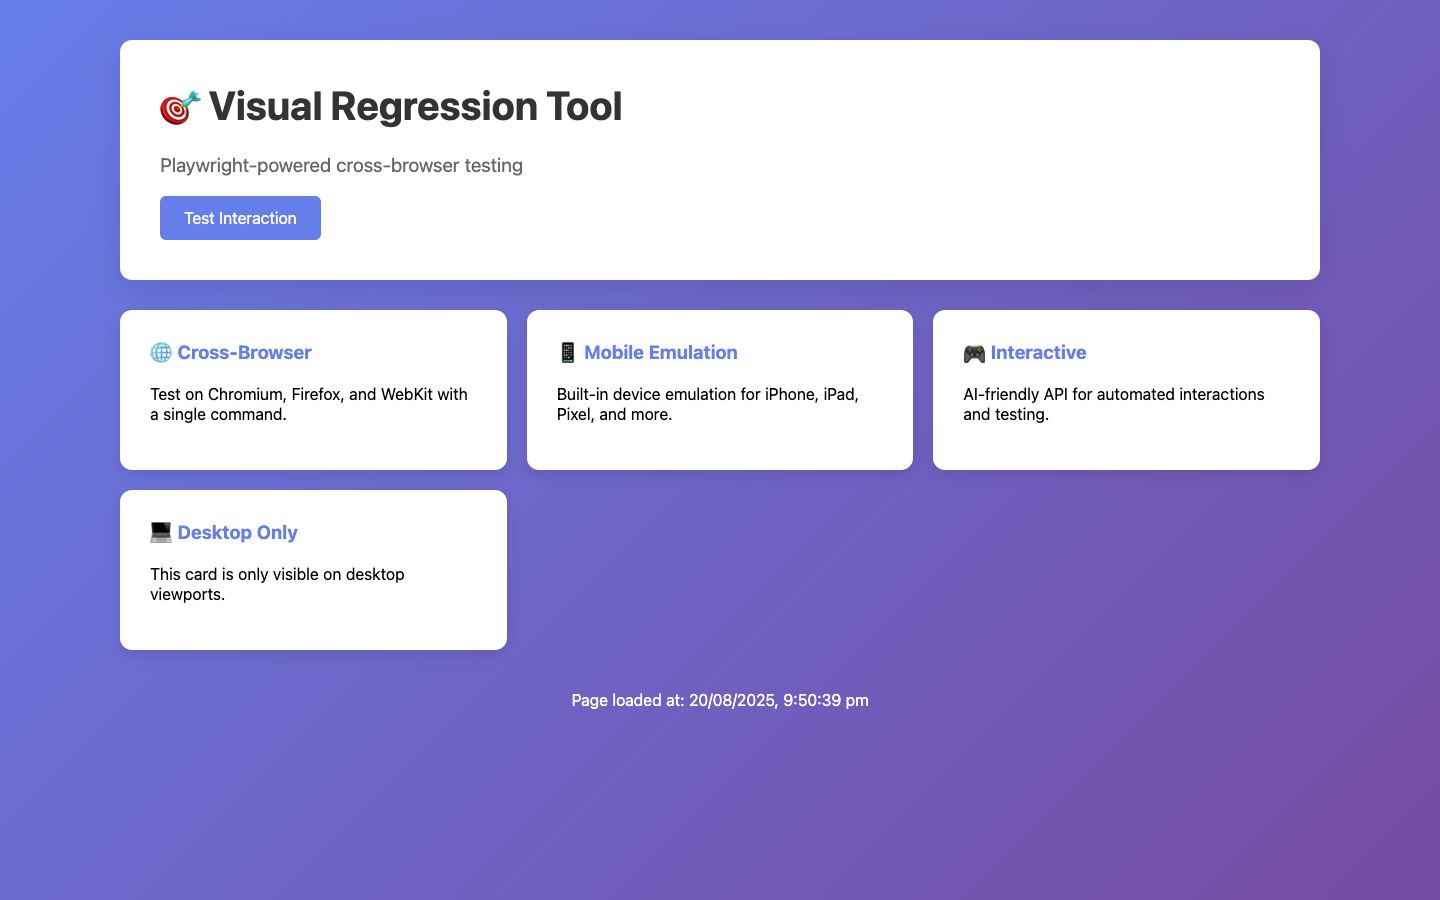 Visual Regression Tool
Playwright-powered cross-browser testing
Test Interaction
Cross-Browser
Test on Chromium, Firefox, and WebKit with
a single command.
Mobile Emulation
Built-in device emulation for iPhone, iPad,
Pixel, and more.
Interactive
AI-friendly API for automated interactions
and testing.
Desktop Only
This card is only visible on desktop
viewports.
Page loaded at: 20/08/2025, 9:50:39 pm